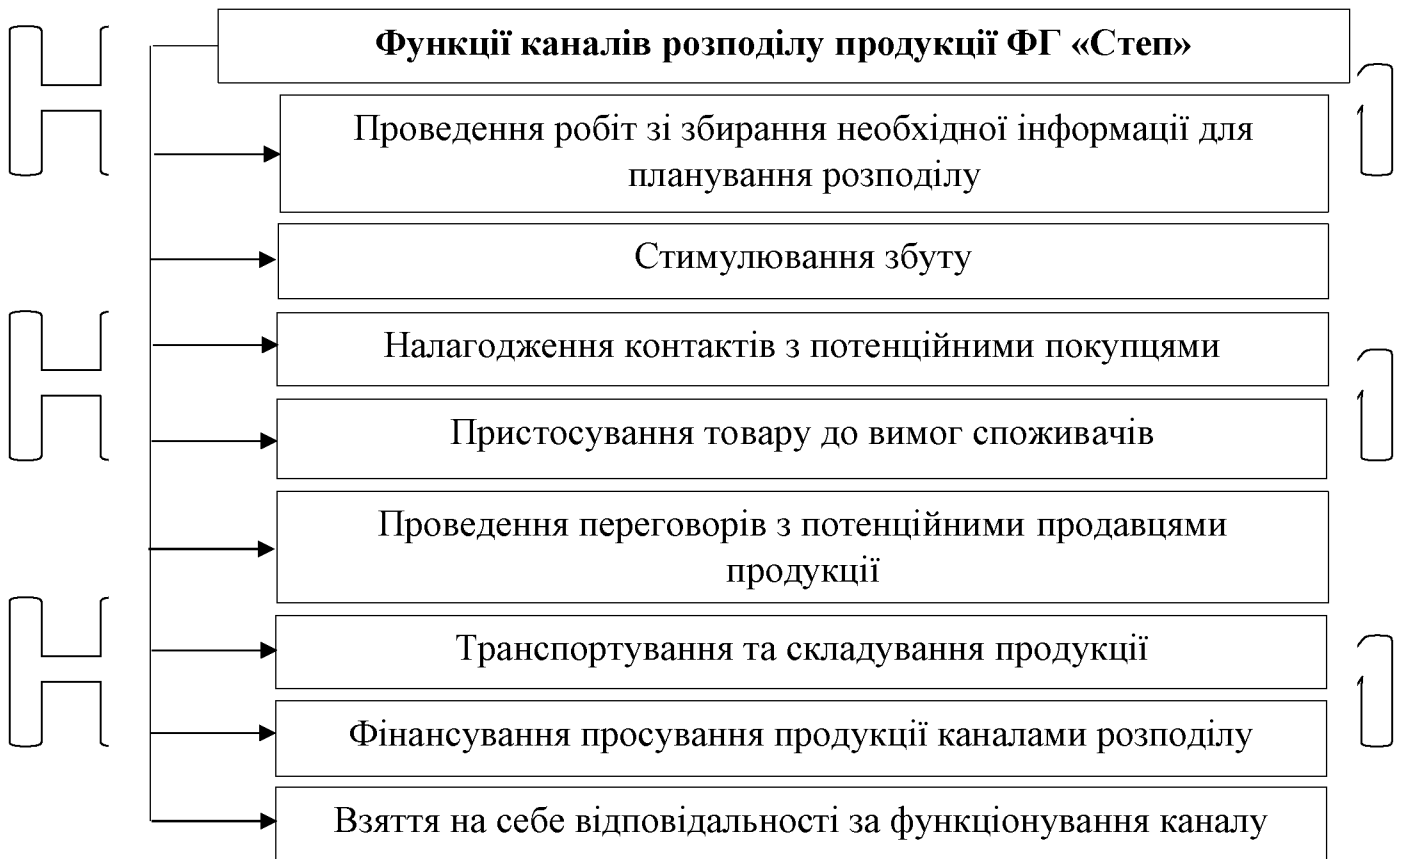 Функції каналів розподілу продукції ФГ «Степ»
Проведення робіт зі збирання необхідної інформації для
планування розподілу
Стимулювання збуту
Налагодження контактів з потенційними покупцями
Пристосування товару до вимог споживачів
Проведення переговорів з потенційними продавцями
продукції
Транспортування та складування продукції
Фінансування просування продукції каналами розподілу
Взяття на себе відповідальності за функціонування каналу